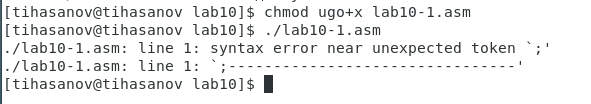 [tihasanov@tihasanov lab10]$ chmod ugo+x lab10-1.asm
[tihasanov@tihasanov lab10]$ ./lab10-1.asm
./lab10-1.asm: line 1: syntax error near unexpected token `;'
./lab10-1.asm: line 1: `;--------------------------------'
[tihasanov@tihasanov lab10]$